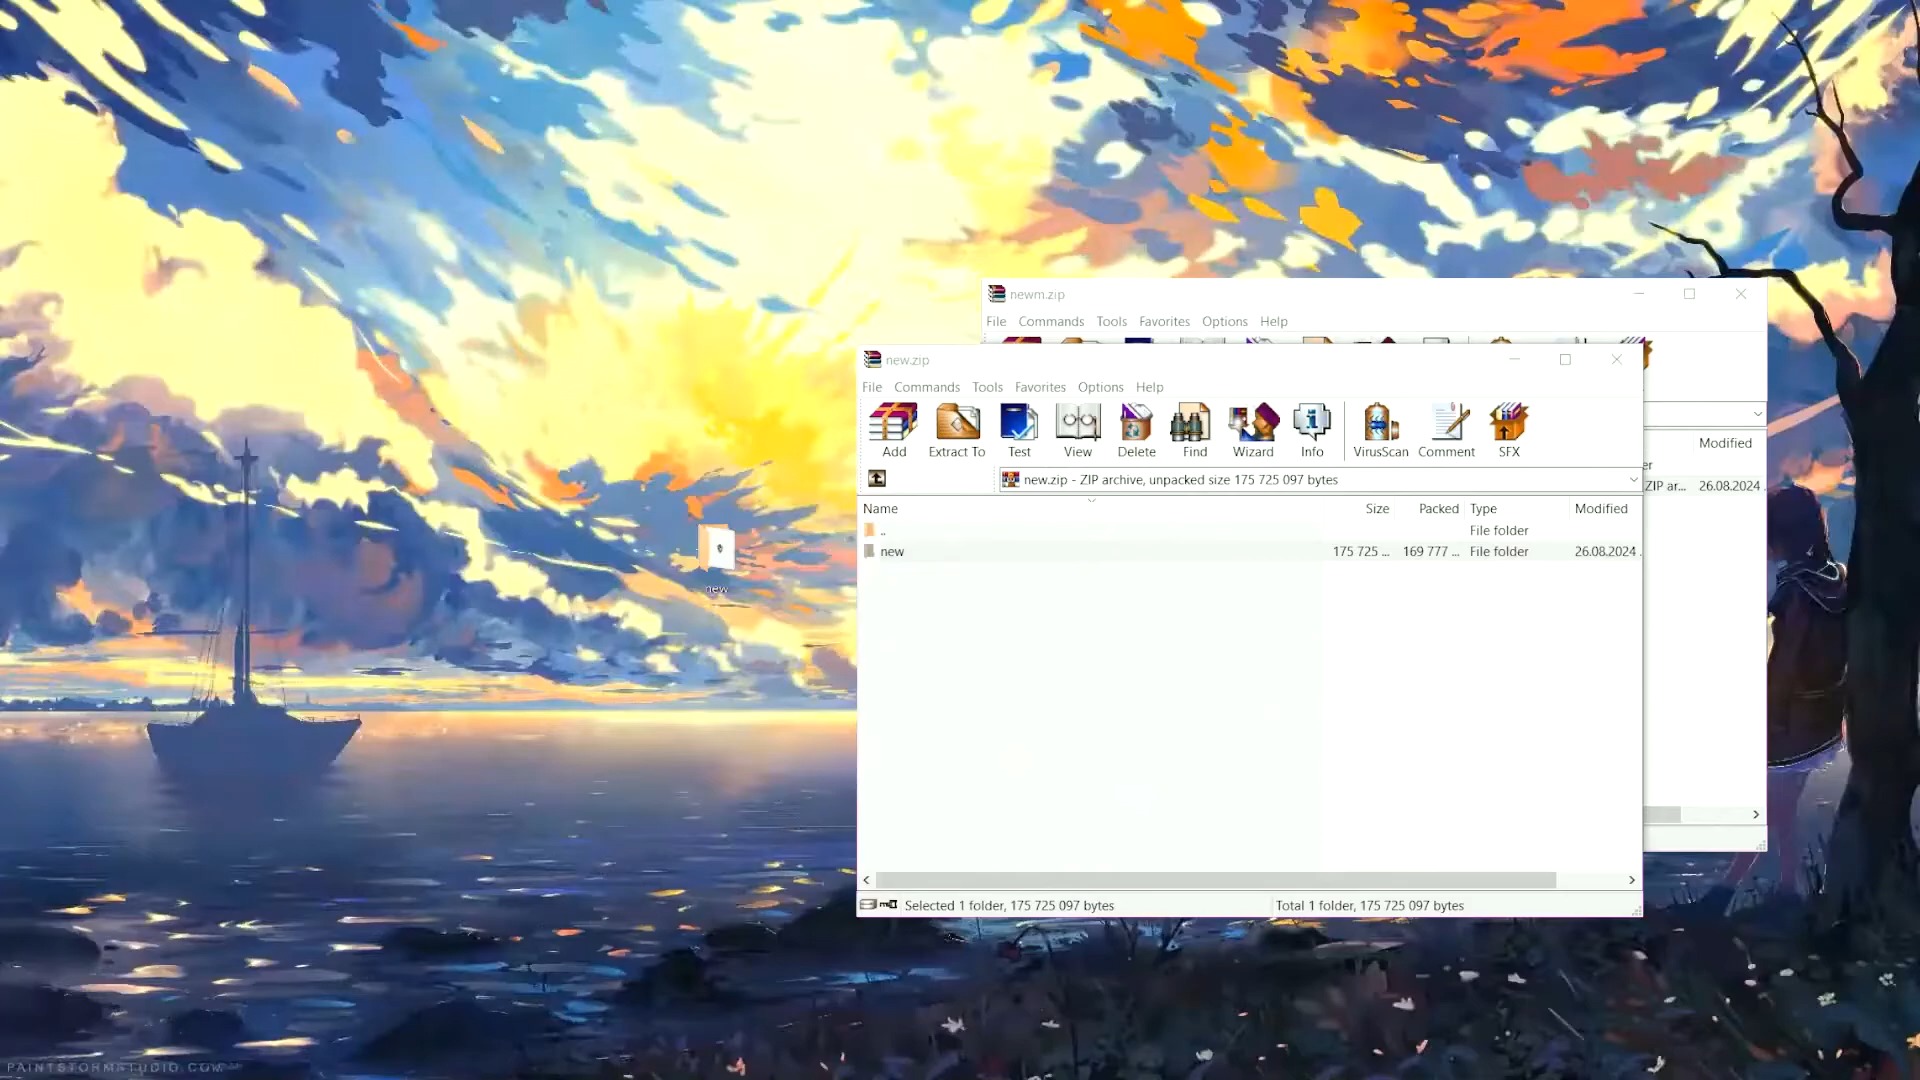 newm.zip
File Commands Tools Favorites Options Help
new.zip
File Commands Tools Favorites Options Help
Add Extract To Test View Delete Find Wizard Info VirusScan Comment SFX
new.zip - ZIP archive, unpacked size 175 725 097 bytes
Modified
er
ZIP ar... 26.08.2024
Name Size Packed Type Modified
.. File folder
new 175 725 ... 169 777 ... File folder 26.08.2024
new
Selected 1 folder, 175 725 097 bytes
Total 1 folder, 175 725 097 bytes
PAINTSTORMSTUDIO.COM